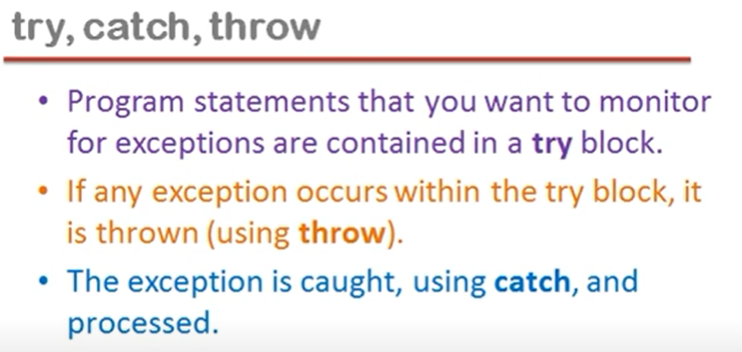 try, catch, throw
• Program statements that you want to monitor
for exceptions are contained in a try block.
• If any exception occurs within the try block, it
is thrown (using throw).
• The exception is caught, using catch, and
processed.